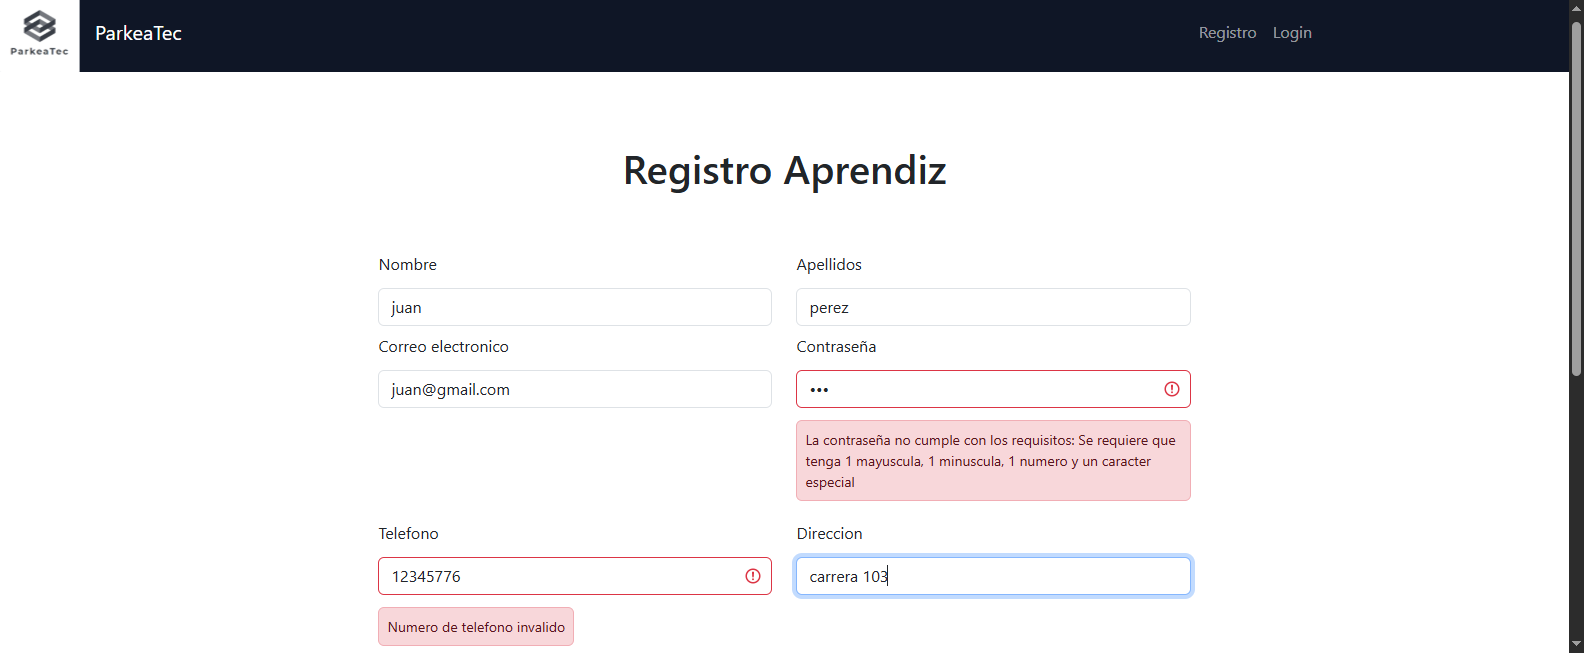 ParkeaTec
ParkeaTec
Registro Login
Registro Aprendiz
Nombre
Apellidos
juan
perez
Correo electronico
Contraseña
juan@gmail.com
•••
La contraseña no cumple con los requisitos: Se requiere que
tenga 1 mayuscula, 1 minuscula, 1 numero y un caracter
especial
Telefono
Direccion
12345776
carrera 103
Numero de telefono invalido